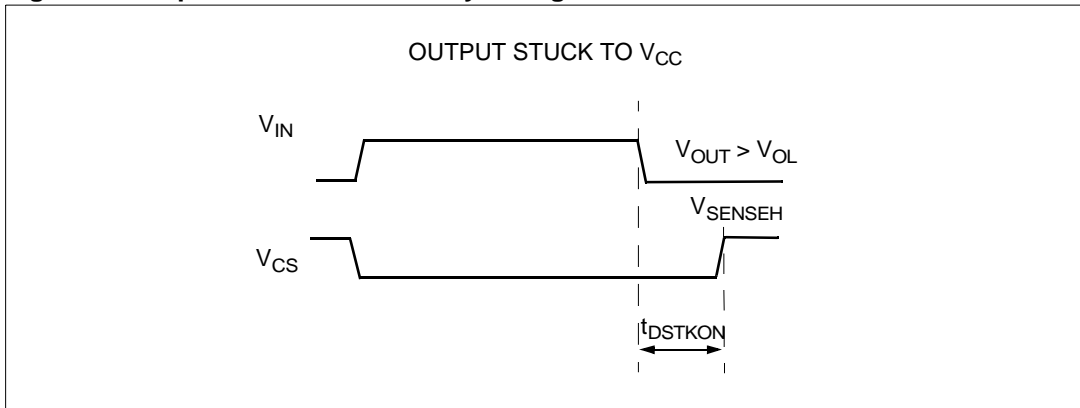 OUTPUT STUCK TO VCC
VIN
VOUT > VOL
VSENSEH
VCS
tDSTKON